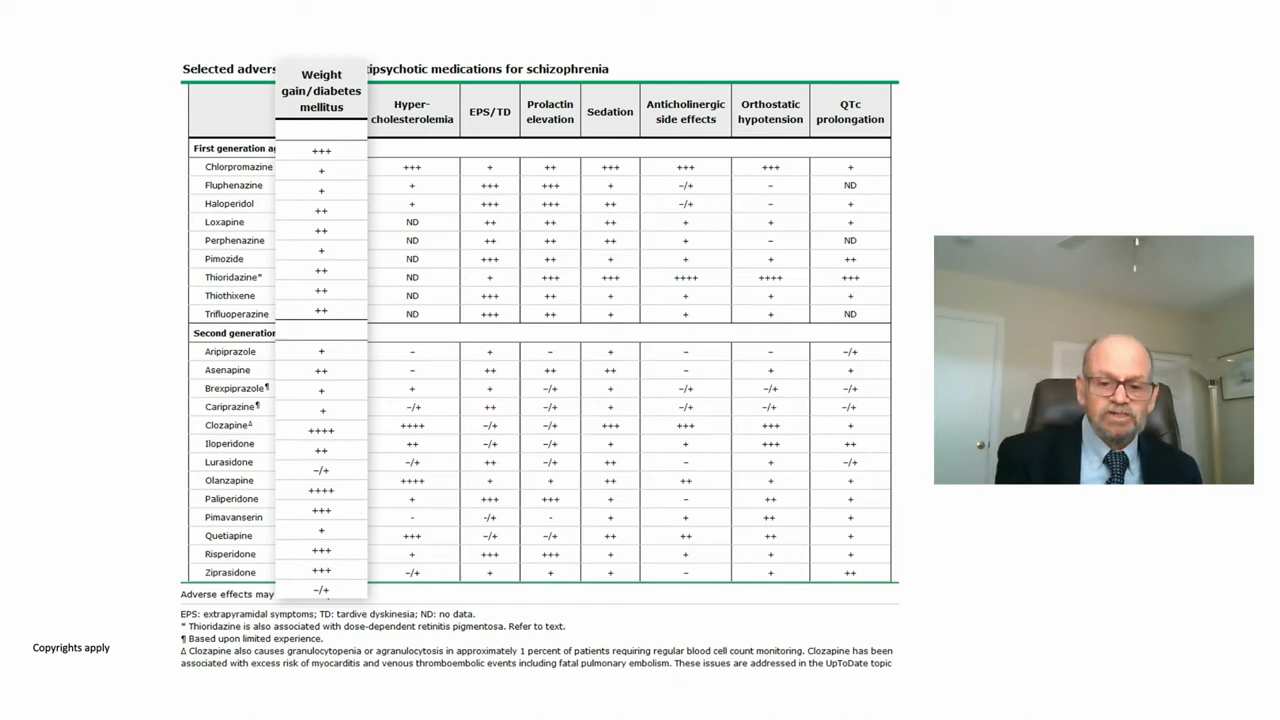 Selected advers tipsychotic medications for schizophrenia
Weight gain/diabetes mellitus Hyper-cholesterolemia EPS/TD Prolactin elevation Sedation Anticholinergic side effects Orthostatic hypotension QTc prolongation
First generation ag
Chlorpromazine +++ +++ + ++ +++ +++ +++ +
Fluphenazine + + +++ +++ + –/+ – ND
Haloperidol + + +++ +++ ++ –/+ – +
Loxapine ++ ND ++ ++ ++ + + +
Perphenazine ++ ND ++ ++ ++ + – ND
Pimozide + ND +++ ++ + + + ++
Thioridazine* ++ ND + +++ +++ ++++ ++++ +++
Thiothixene ++ ND +++ ++ + + + +
Trifluoperazine ++ ND +++ ++ + + + ND
Second generation
Aripiprazole + – + – + – – –/+
Asenapine ++ – ++ ++ ++ – + +
Brexpiprazole¶ + + + –/+ + –/+ –/+ –/+
Cariprazine¶ + –/+ ++ –/+ + –/+ –/+ –/+
ClozapineΔ ++++ ++++ –/+ –/+ +++ +++ +++ +
Iloperidone ++ ++ –/+ –/+ + + +++ ++
Lurasidone –/+ –/+ ++ –/+ ++ – + –/+
Olanzapine ++++ ++++ + + ++ ++ + +
Paliperidone +++ + +++ +++ + – ++ +
Pimavanserin + - -/+ - + + ++ +
Quetiapine +++ +++ –/+ –/+ ++ ++ ++ +
Risperidone +++ + +++ +++ + + + +
Ziprasidone –/+ –/+ + + + – + ++
Adverse effects may
EPS: extrapyramidal symptoms; TD: tardive dyskinesia; ND: no data.
* Thioridazine is also associated with dose-dependent retinitis pigmentosa. Refer to text.
¶ Based upon limited experience.
Δ Clozapine also causes granulocytopenia or agranulocytosis in approximately 1 percent of patients requiring regular blood cell count monitoring. Clozapine has been
associated with excess risk of myocarditis and venous thromboembolic events including fatal pulmonary embolism. These issues are addressed in the UpToDate topic
Copyrights apply